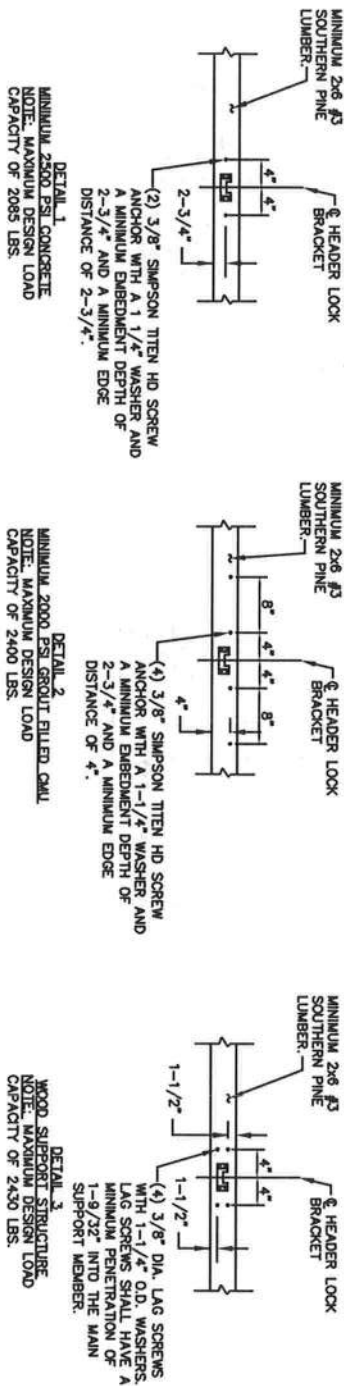 MINIMUM 2x6 #3
SOUTHERN PINE
LUMBER.
℄ HEADER LOCK
BRACKET
4"
4"
2-3/4"
(2) 3/8" SIMPSON TITEN HD SCREW
ANCHOR WITH A 1 1/4" WASHER AND
A MINIMUM EMBEDMENT DEPTH OF
2-3/4" AND A MINIMUM EDGE
DISTANCE OF 2-3/4".
DETAIL 1
MINIMUM 2500 PSI CONCRETE
NOTE: MAXIMUM DESIGN LOAD
CAPACITY OF 2085 LBS.
MINIMUM 2x6 #3
SOUTHERN PINE
LUMBER.
℄ HEADER LOCK
BRACKET
8"
4"
4"
8"
4"
(4) 3/8" SIMPSON TITEN HD SCREW
ANCHOR WITH A 1-1/4" WASHER AND
A MINIMUM EMBEDMENT DEPTH OF
2-3/4" AND A MINIMUM EDGE
DISTANCE OF 4".
DETAIL 2
MINIMUM 2000 PSI GROUT FILLED CMU
NOTE: MAXIMUM DESIGN LOAD
CAPACITY OF 2400 LBS.
MINIMUM 2x6 #3
SOUTHERN PINE
LUMBER.
℄ HEADER LOCK
BRACKET
4"
4"
1-1/2"
1-1/2"
(4) 3/8" DIA. LAG SCREWS
WITH 1-1/4" O.D. WASHERS.
LAG SCREWS SHALL HAVE A
MINIMUM PENETRATION OF
1-9/32" INTO THE MAIN
SUPPORT MEMBER.
DETAIL 3
WOOD SUPPORT STRUCTURE
NOTE: MAXIMUM DESIGN LOAD
CAPACITY OF 2430 LBS.